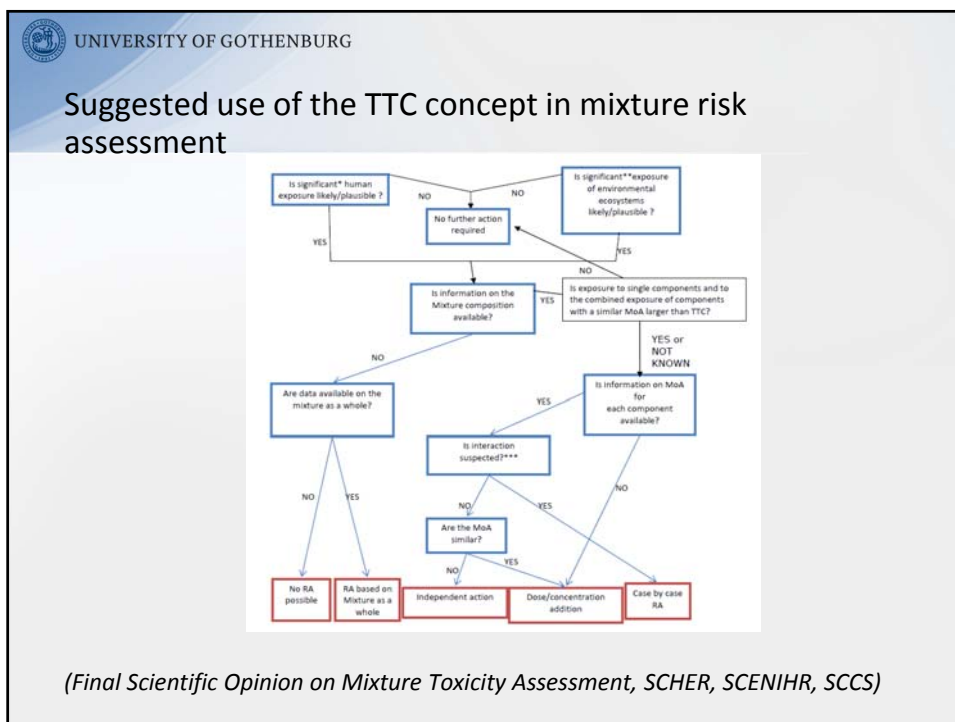 UNIVERSITY OF GOTHENBURG
Suggested use of the TTC concept in mixture risk
assessment
Is significant* human
exposure likely/plausible ?
NO
NO
Is significant**exposure
of environmental
ecosystems
likely/plausible ?
No further action
required
YES
YES
NO
Is information on the
Mixture composition
available?
YES
Is exposure to single components and to
the combined exposure of components
with a similar MoA larger than TTC?
NO
YES or
NOT
KNOWN
Are data available on the
mixture as a whole?
Is information on MoA
for
each component
available?
YES
Is interaction
suspected?***
NO
YES
NO
YES
NO
Are the MoA
similar?
NO
YES
No RA
possible
RA based on
Mixture as a
whole
Independent action
Dose/concentration
addition
Case by case
RA
(Final Scientific Opinion on Mixture Toxicity Assessment, SCHER, SCENIHR, SCCS)